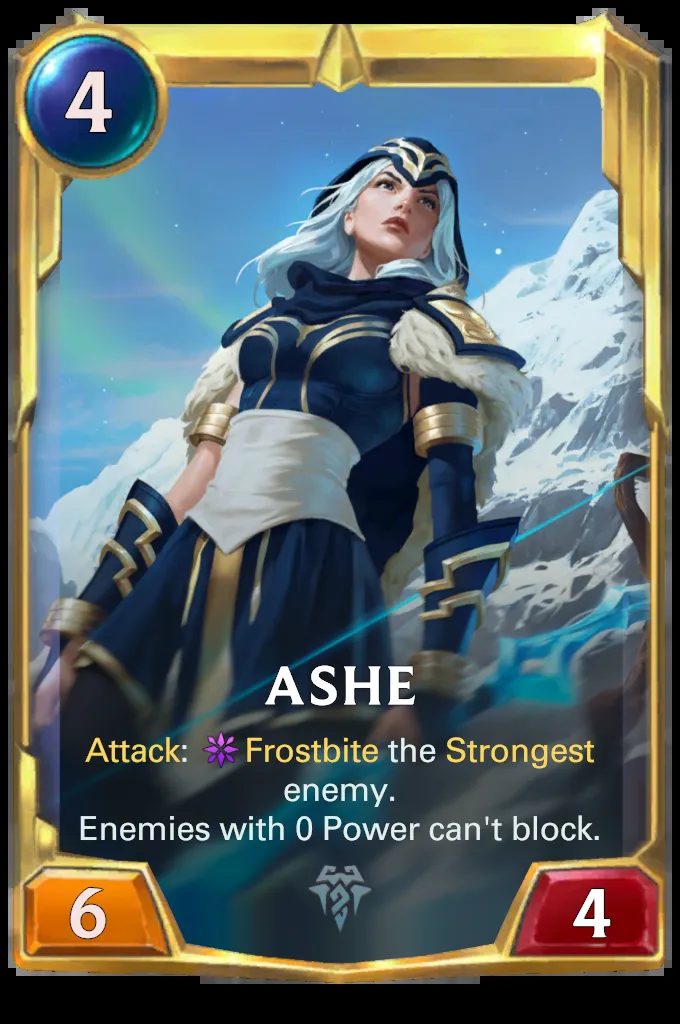 4
ASHE
Attack: Frostbite the Strongest
enemy.
Enemies with 0 Power can't block.
6
4